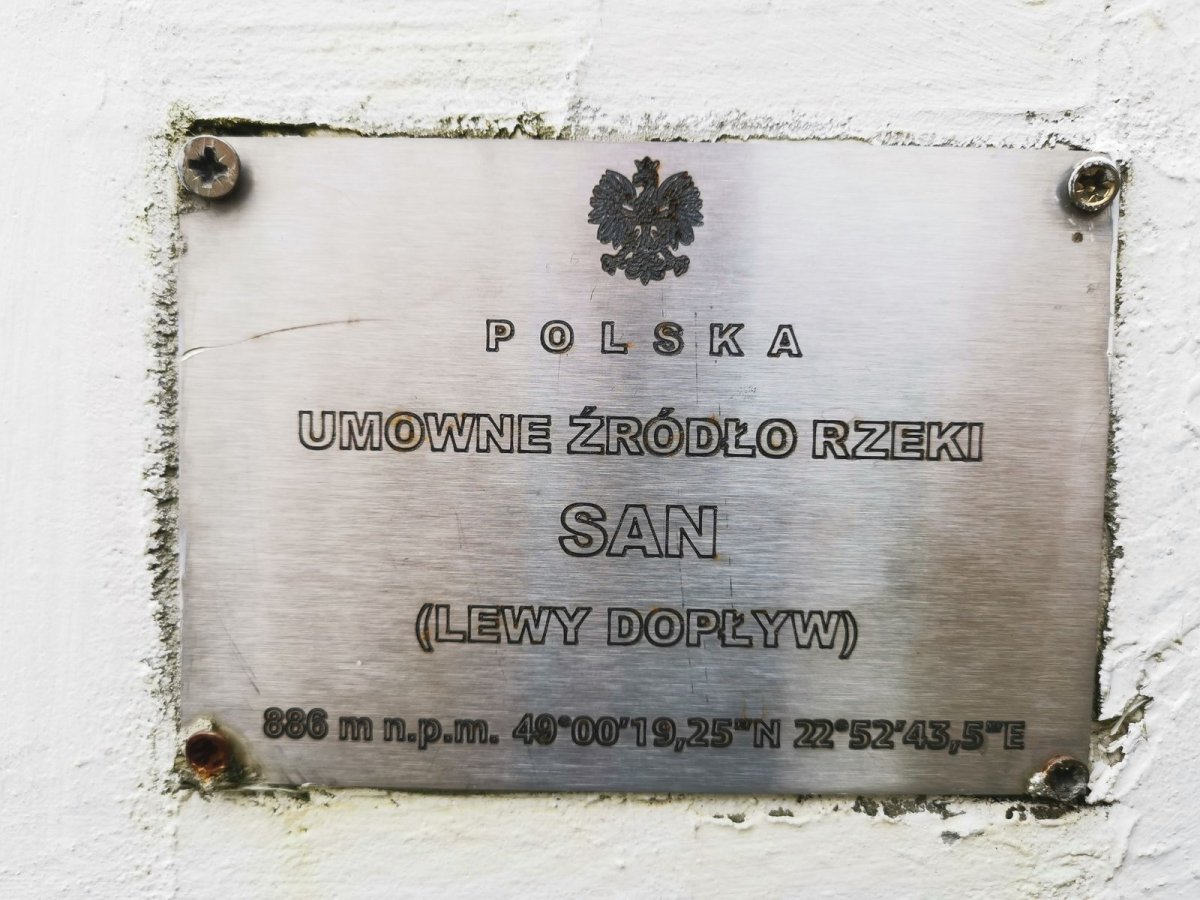 POLSKA
UMOWNE ŹRÓDŁO RZEKI
SAN
(LEWY DOPŁYW)
886 m n.p.m. 49°00'19,25"N 22°52'43,5"E